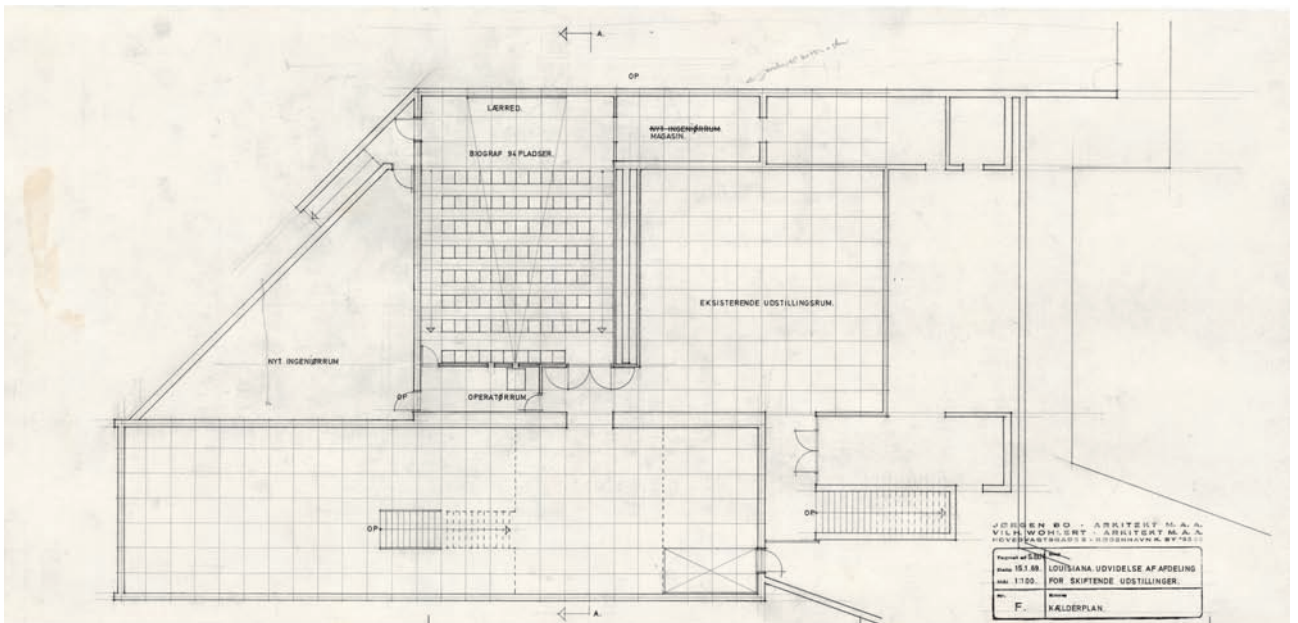 A.
OP
LÆRRED.
NYT INGENIØRRUM
MAGASIN.
BIOGRAF 94 PLADSER.
EKSISTERENDE UDSTILLINGSRUM.
NYT INGENIØRRUM
OP
OPERATØRRUM.
OP
OP
JØRGEN BO · ARKITEKT M.A.A.
VILH. WOHLERT · ARKITEKT M.A.A.
15.1.69.
LOUISIANA. UDVIDELSE AF AFDELING
1:100.
FOR SKIFTENDE UDSTILLINGER.
F.
KÆLDERPLAN.
A.